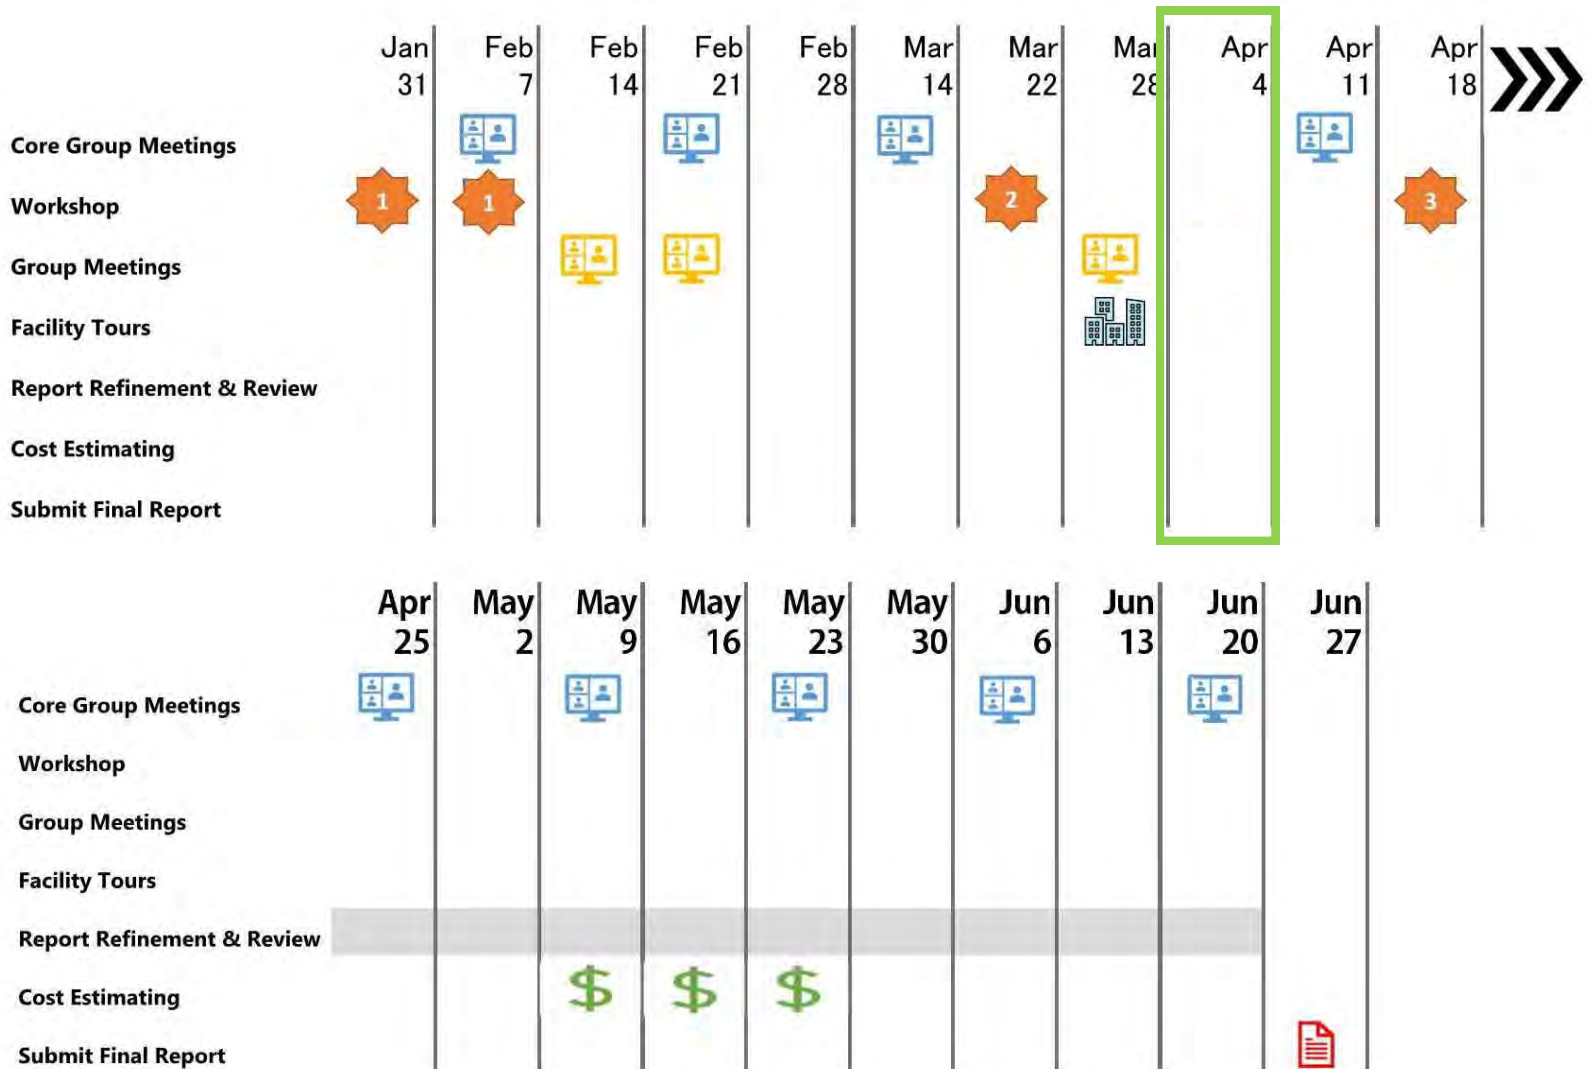 Jan Feb Feb Feb Feb Mar Mar Mar Apr Apr Apr
31 7 14 21 28 14 22 28 4 11 18
Core Group Meetings
Workshop 1 1 2 3
Group Meetings
Facility Tours
Report Refinement & Review
Cost Estimating
Submit Final Report
Apr May May May May May Jun Jun Jun Jun
25 2 9 16 23 30 6 13 20 27
Core Group Meetings
Workshop
Group Meetings
Facility Tours
Report Refinement & Review
Cost Estimating $ $ $
Submit Final Report